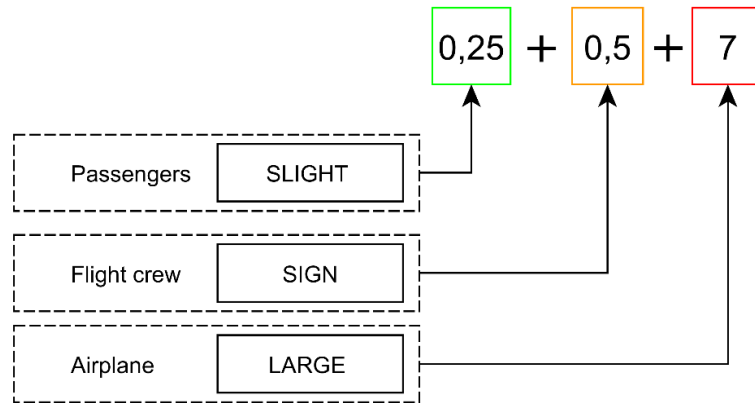 0,25 + 0,5 + 7
Passengers SLIGHT
Flight crew SIGN
Airplane LARGE